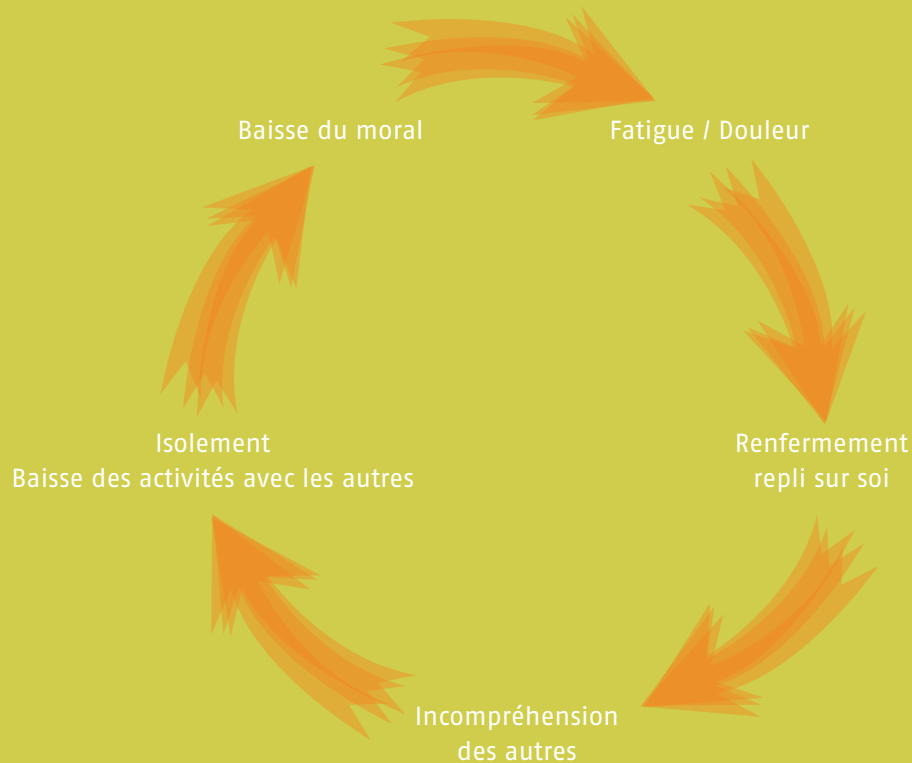 Baisse du moral
Fatigue / Douleur
Isolement
Baisse des activités avec les autres
Renfermement
repli sur soi
Incompréhension
des autres